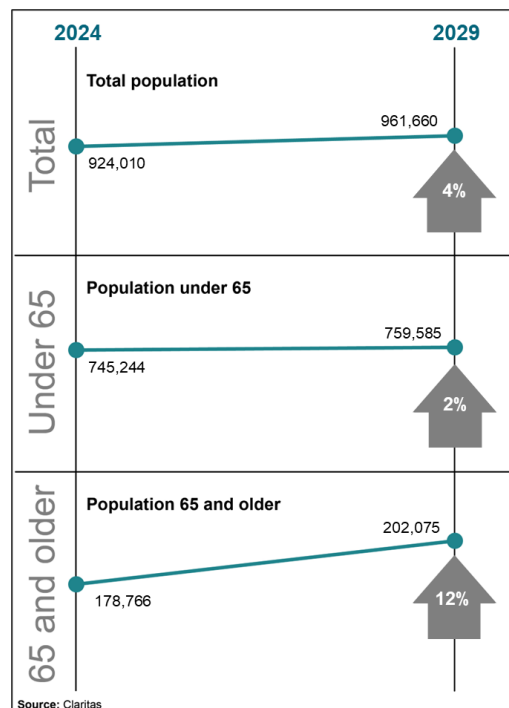 2024 2029
Total
Total population
961,660
924,010
4%
Under 65
Population under 65
759,585
745,244
2%
65 and older
Population 65 and older
202,075
178,766
12%
Source: Claritas